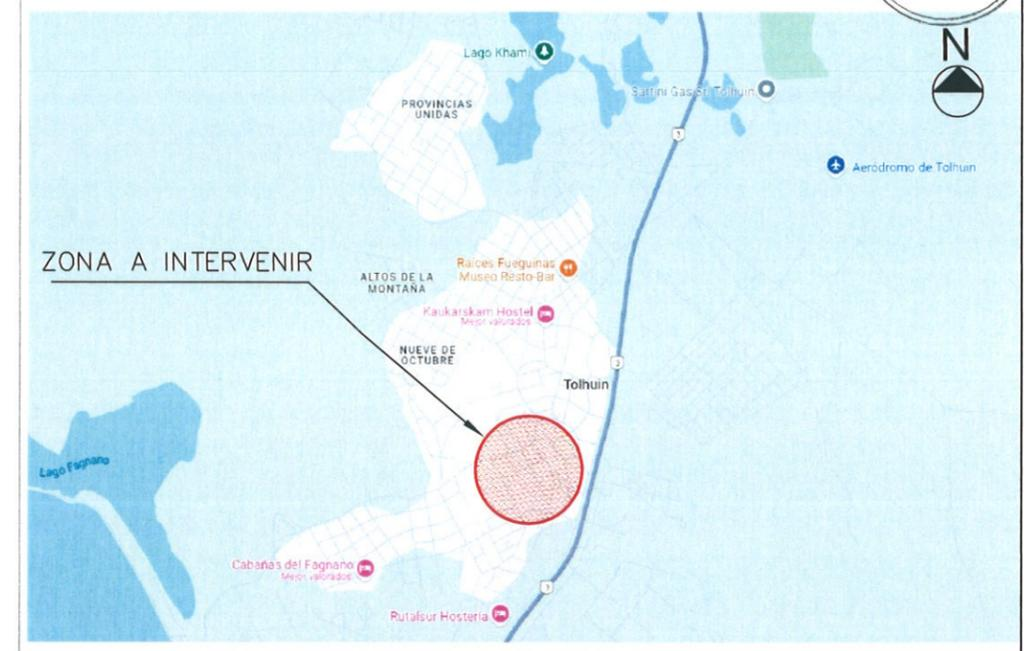 N
Lago Khami
Sattini Gas St. Tolhuin
PROVINCIAS
UNIDAS
3
Aeródromo de Tolhuin
ZONA A INTERVENIR
Raíces Fueguinas
Museo Resto-Bar
ALTOS DE LA
MONTAÑA
Kaukarskam Hostel
Mejor valorados
NUEVE DE
OCTUBRE
3
Tolhuin
Lago Fagnano
Cabañas del Fagnano
Mejor valorados
3
Rutalsur Hostería